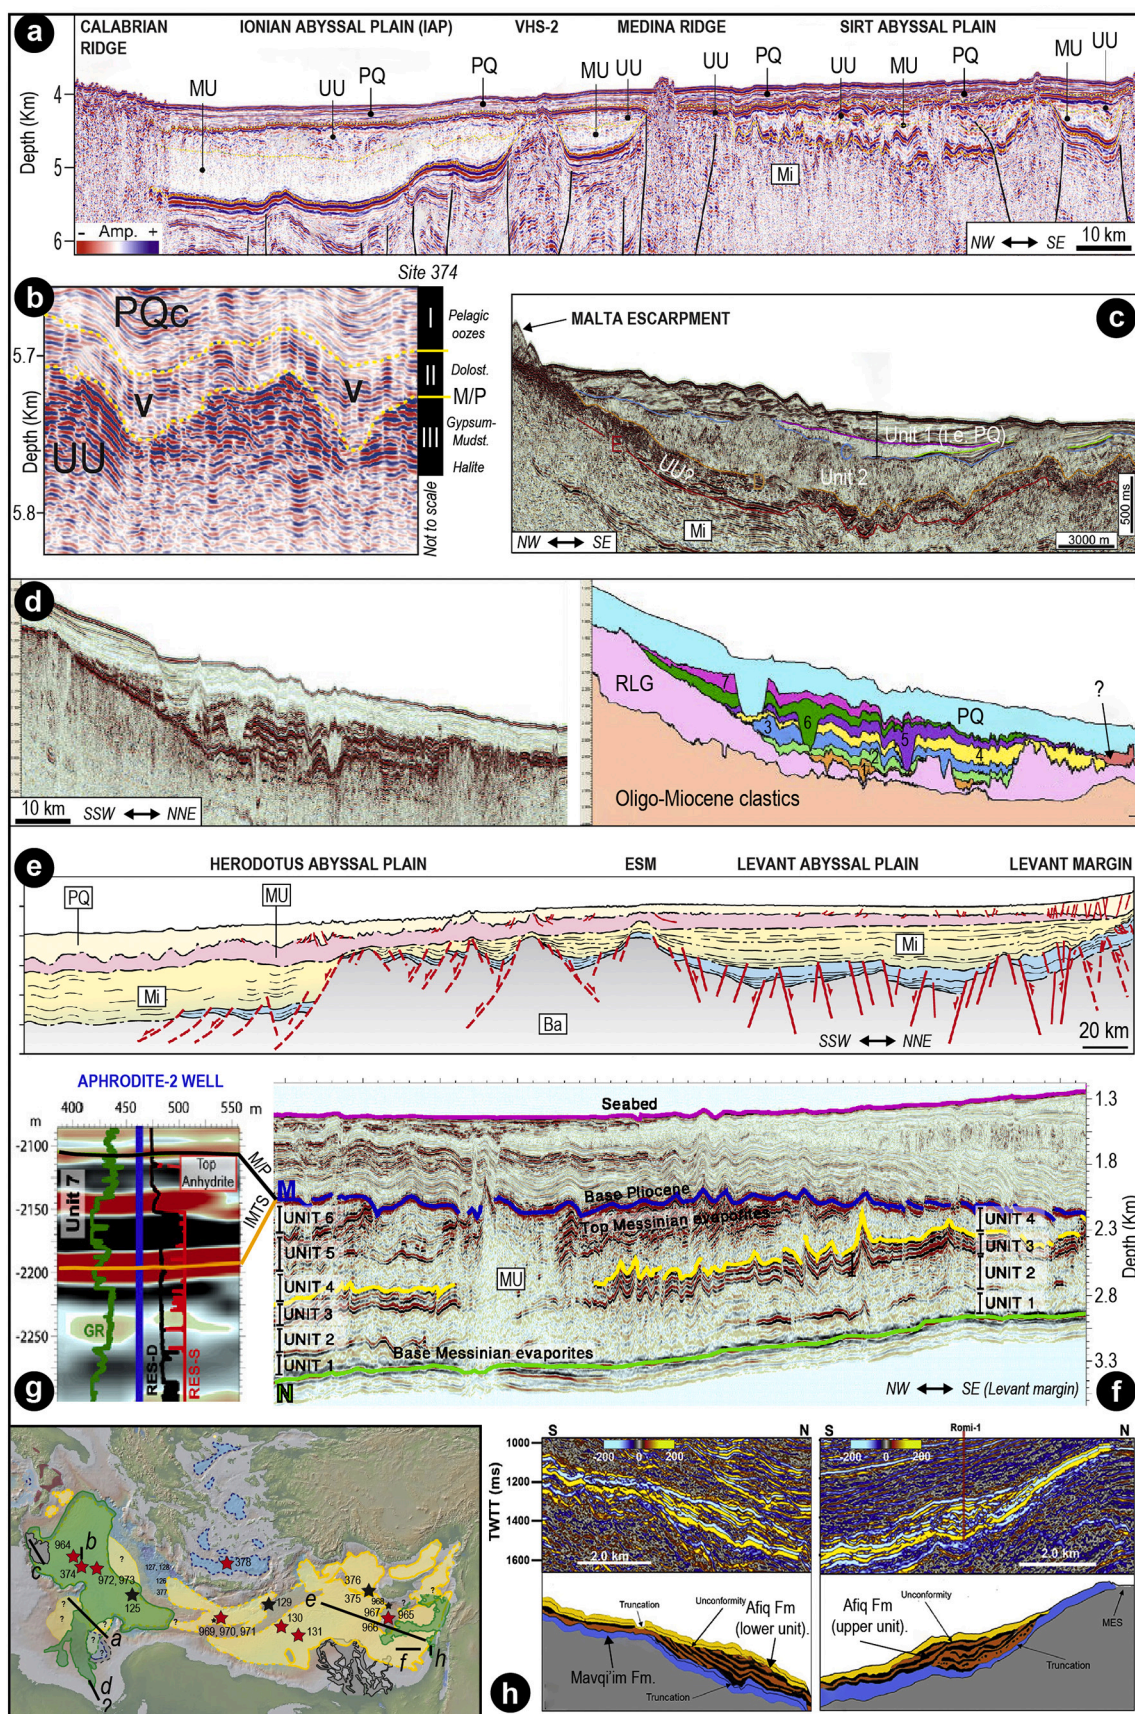 a
CALABRIAN RIDGE
IONIAN ABYSSAL PLAIN (IAP)
VHS-2
MEDINA RIDGE
SIRT ABYSSAL PLAIN
MU
UU
PQ
PQ
MU
UU
UU
PQ
UU
MU
PQ
MU
UU
Depth (Km)
4
5
6
Mi
- Amp. +
NW SE
10 km
b
Site 374
PQc
V
V
UU
Depth (Km)
5.7
5.8
I
II
III
Pelagic oozes
Dolost.
M/P
Gypsum-Mudst.
Halite
Not to scale
c
MALTA ESCARPMENT
Unit 1 (i.e. PQ)
Unit 2
UU?
Mi
NW SE
500 ms
3000 m
d
10 km
SSW NNE
RLG
PQ
?
7
6
5
4
3
2
1
Oligo-Miocene clastics
e
HERODOTUS ABYSSAL PLAIN
ESM
LEVANT ABYSSAL PLAIN
LEVANT MARGIN
PQ
MU
Mi
Mi
Ba
SSW NNE
20 km
APHRODITE-2 WELL
400 450 500 550 m
m
-2100
-2150
-2200
-2250
Unit 7
Top Anhydrite
GR
RES-D
RES-S
M/P
IMTS
g
Seabed
M
Base Pliocene
Top Messinian evaporites
UNIT 6
UNIT 5
UNIT 4
UNIT 3
UNIT 2
UNIT 1
MU
UNIT 4
UNIT 3
UNIT 2
UNIT 1
Base Messinian evaporites
N
1.3
1.8
2.3
2.8
3.3
Depth (Km)
NW SE (Levant margin)
f
964
b
374
972, 973
c
125
127, 128
126
377
378
129
969, 970, 971
130
131
376
375
968
967
965
966
a
d
e
f
h
?
S N
-200 0 200
TWTT (ms)
1000
1200
1400
1600
2.0 km
S N
Romi-1
-200 0 200
2.0 km
Truncation
Unconformity
Afiq Fm (lower unit).
Mavqi'im Fm.
Truncation
h
Afiq Fm (upper unit).
Unconformity
Truncation
MES